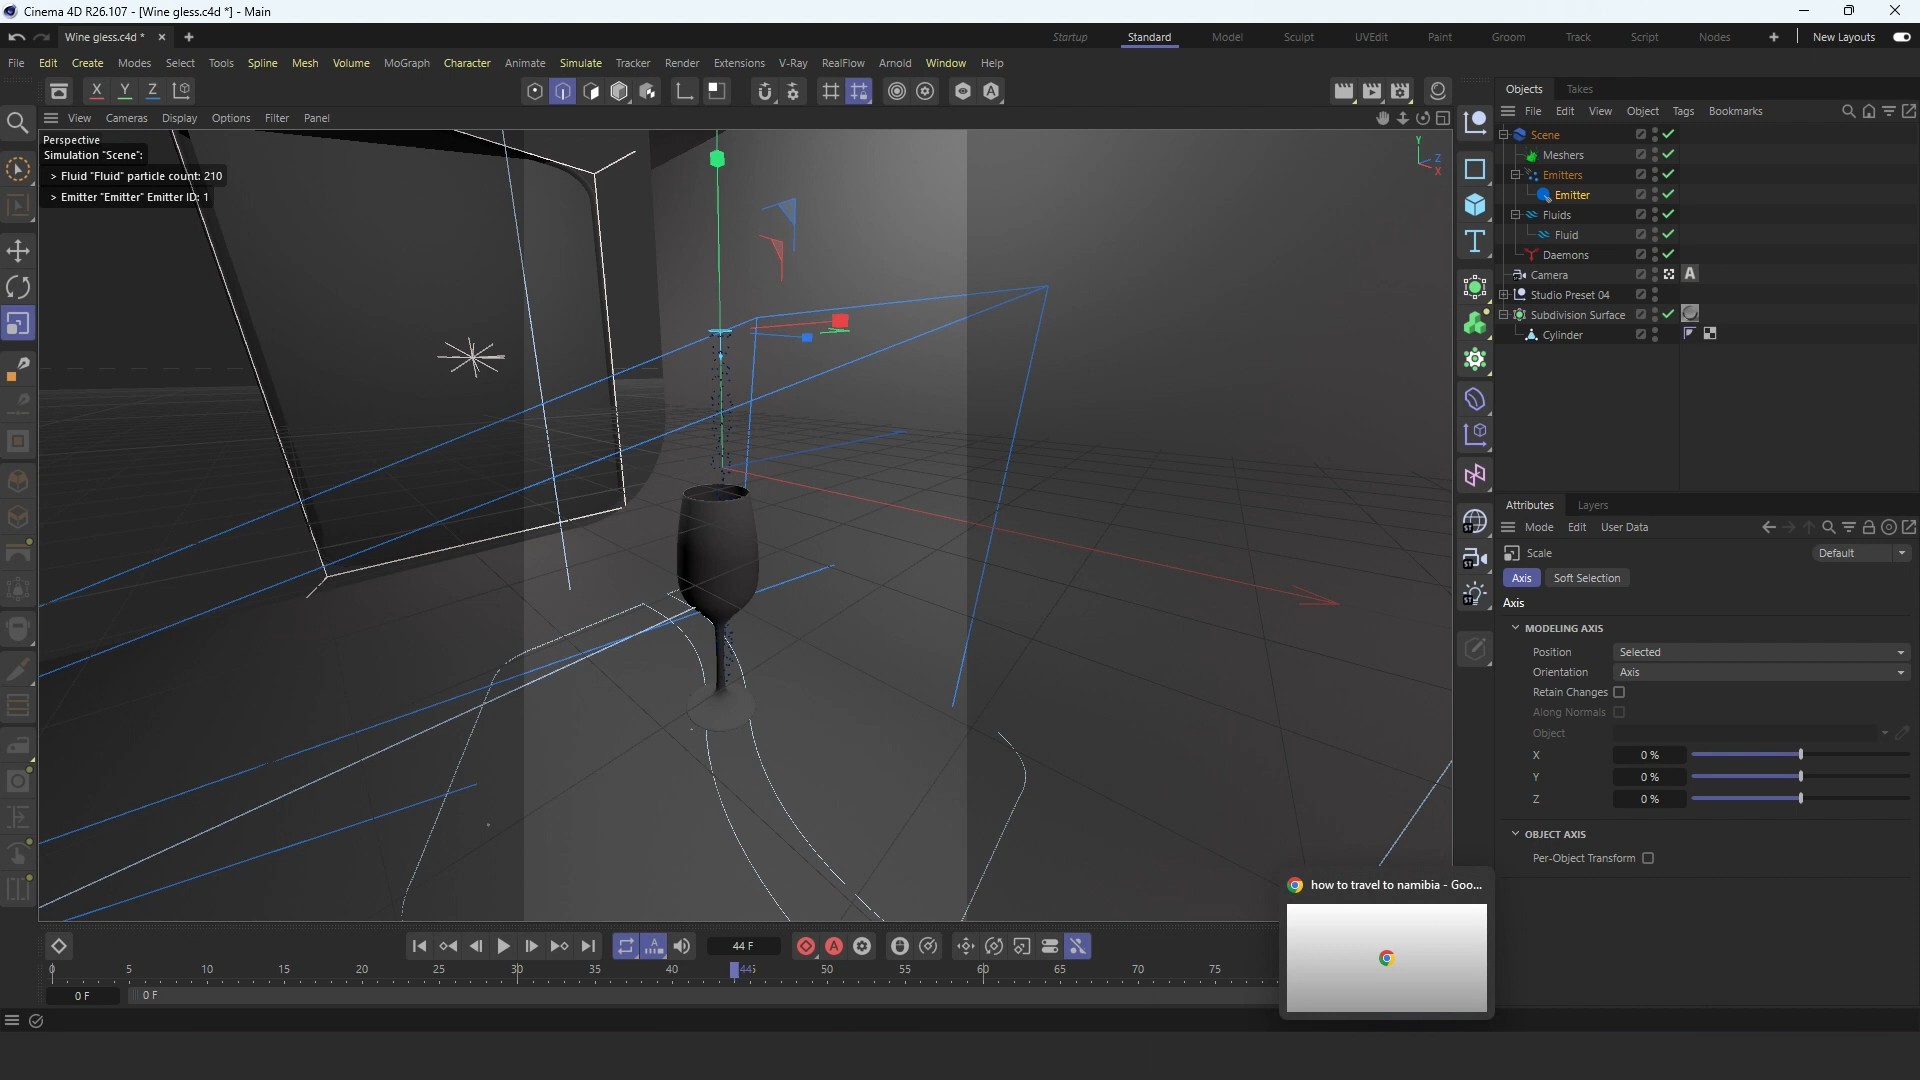 Cinema 4D R26.107 - [Wine gless.c4d *] - Main
Wine gless.c4d *
Startup
Standard
Model
Sculpt
UVEdit
Paint
Groom
Track
Script
Nodes
New Layouts
File
Edit
Create
Modes
Select
Tools
Spline
Mesh
Volume
MoGraph
Character
Animate
Simulate
Tracker
Render
Extensions
V-Ray
RealFlow
Arnold
Window
Help
X
Y
Z
Objects
Takes
View
Cameras
Display
Options
Filter
Panel
File
Edit
View
Object
Tags
Bookmarks
Perspective
Simulation "Scene":
> Fluid "Fluid" particle count: 210
> Emitter "Emitter" Emitter ID: 1
Y
Z
X
Scene
Meshers
Emitters
Emitter
Fluids
Fluid
Daemons
Camera
A
Studio Preset 04
Subdivision Surface
Cylinder
Attributes
Layers
Mode
Edit
User Data
Scale
Default
Axis
Soft Selection
Axis
MODELING AXIS
Position
Selected
Orientation
Axis
Retain Changes
Along Normals
Object
X
0 %
Y
0 %
Z
0 %
OBJECT AXIS
Per-Object Transform
ST
ST
ST
how to travel to namibia - Goo...
44 F
0
5
10
15
20
25
30
35
40
44
50
55
60
65
70
75
0 F
0 F